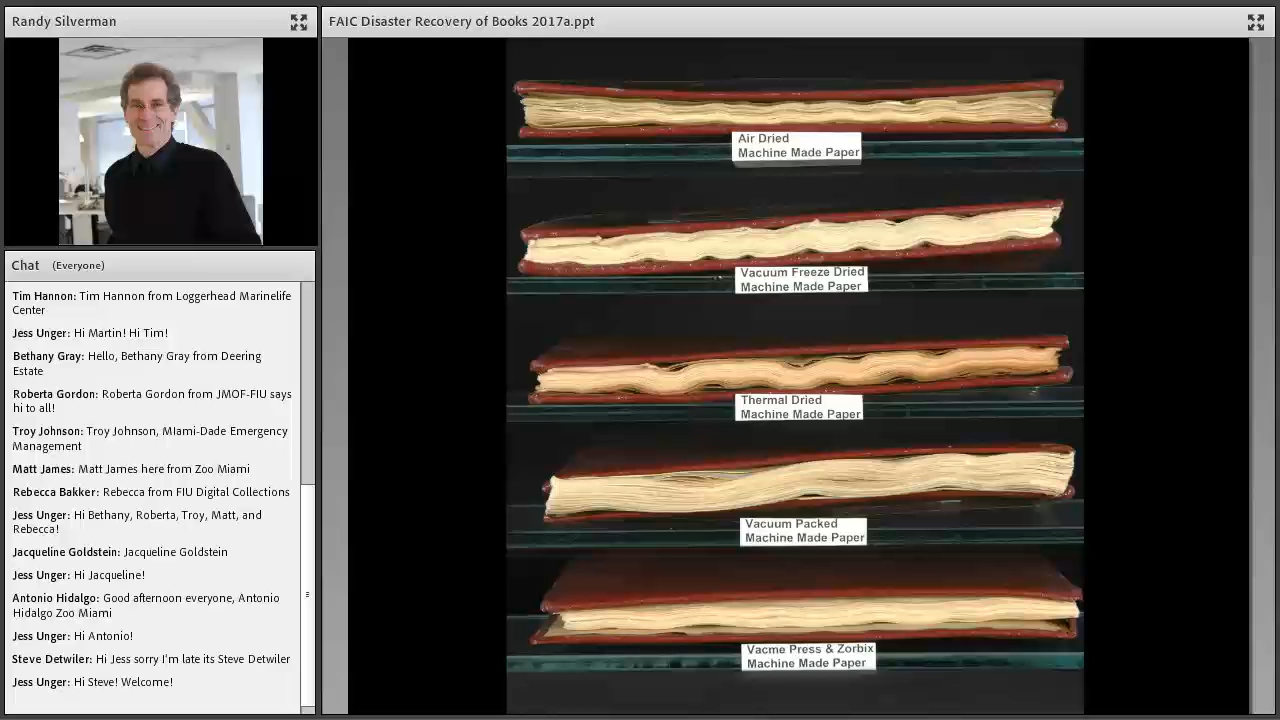 Randy Silverman
FAIC Disaster Recovery of Books 2017a.ppt
Chat (Everyone)
Tim Hannon: Tim Hannon from Loggerhead Marinelife
Center
Jess Unger: Hi Martin! Hi Tim!
Bethany Gray: Hello, Bethany Gray from Deering
Estate
Roberta Gordon: Roberta Gordon from JMOF-FIU says
hi to all!
Troy Johnson: Troy Johnson, MIami-Dade Emergency
Management
Matt James: Matt James here from Zoo Miami
Rebecca Bakker: Rebecca from FIU Digital Collections
Jess Unger: Hi Bethany, Roberta, Troy, Matt, and
Rebecca!
Jacqueline Goldstein: Jacqueline Goldstein
Jess Unger: Hi Jacqueline!
Antonio Hidalgo: Good afternoon everyone, Antonio
Hidalgo Zoo Miami
Jess Unger: Hi Antonio!
Steve Detwiler: Hi Jess sorry I'm late its Steve Detwiler
Jess Unger: Hi Steve! Welcome!
Air Dried
Machine Made Paper
Vacuum Freeze Dried
Machine Made Paper
Thermal Dried
Machine Made Paper
Vacuum Packed
Machine Made Paper
Vacme Press & Zorbix
Machine Made Paper